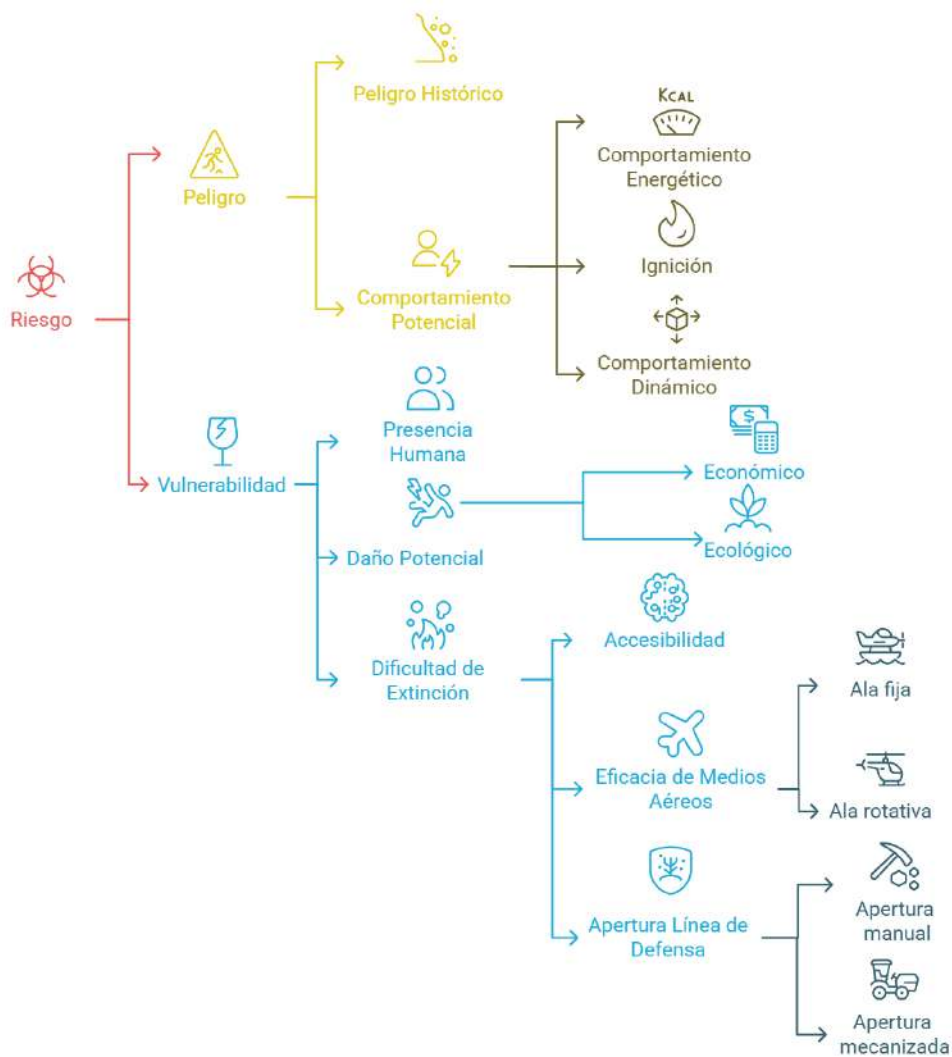 Peligro Histórico
KCAL
Comportamiento
Energético
Peligro
Ignición
Comportamiento
Potencial
Riesgo
Comportamiento
Dinámico
Presencia
Humana
$
Económico
Vulnerabilidad
Ecológico
Daño Potencial
Accesibilidad
Dificultad de
Extinción
Ala fija
Eficacia de Medios
Aéreos
Ala rotativa
Apertura Línea de
Defensa
Apertura
manual
Apertura
mecanizada